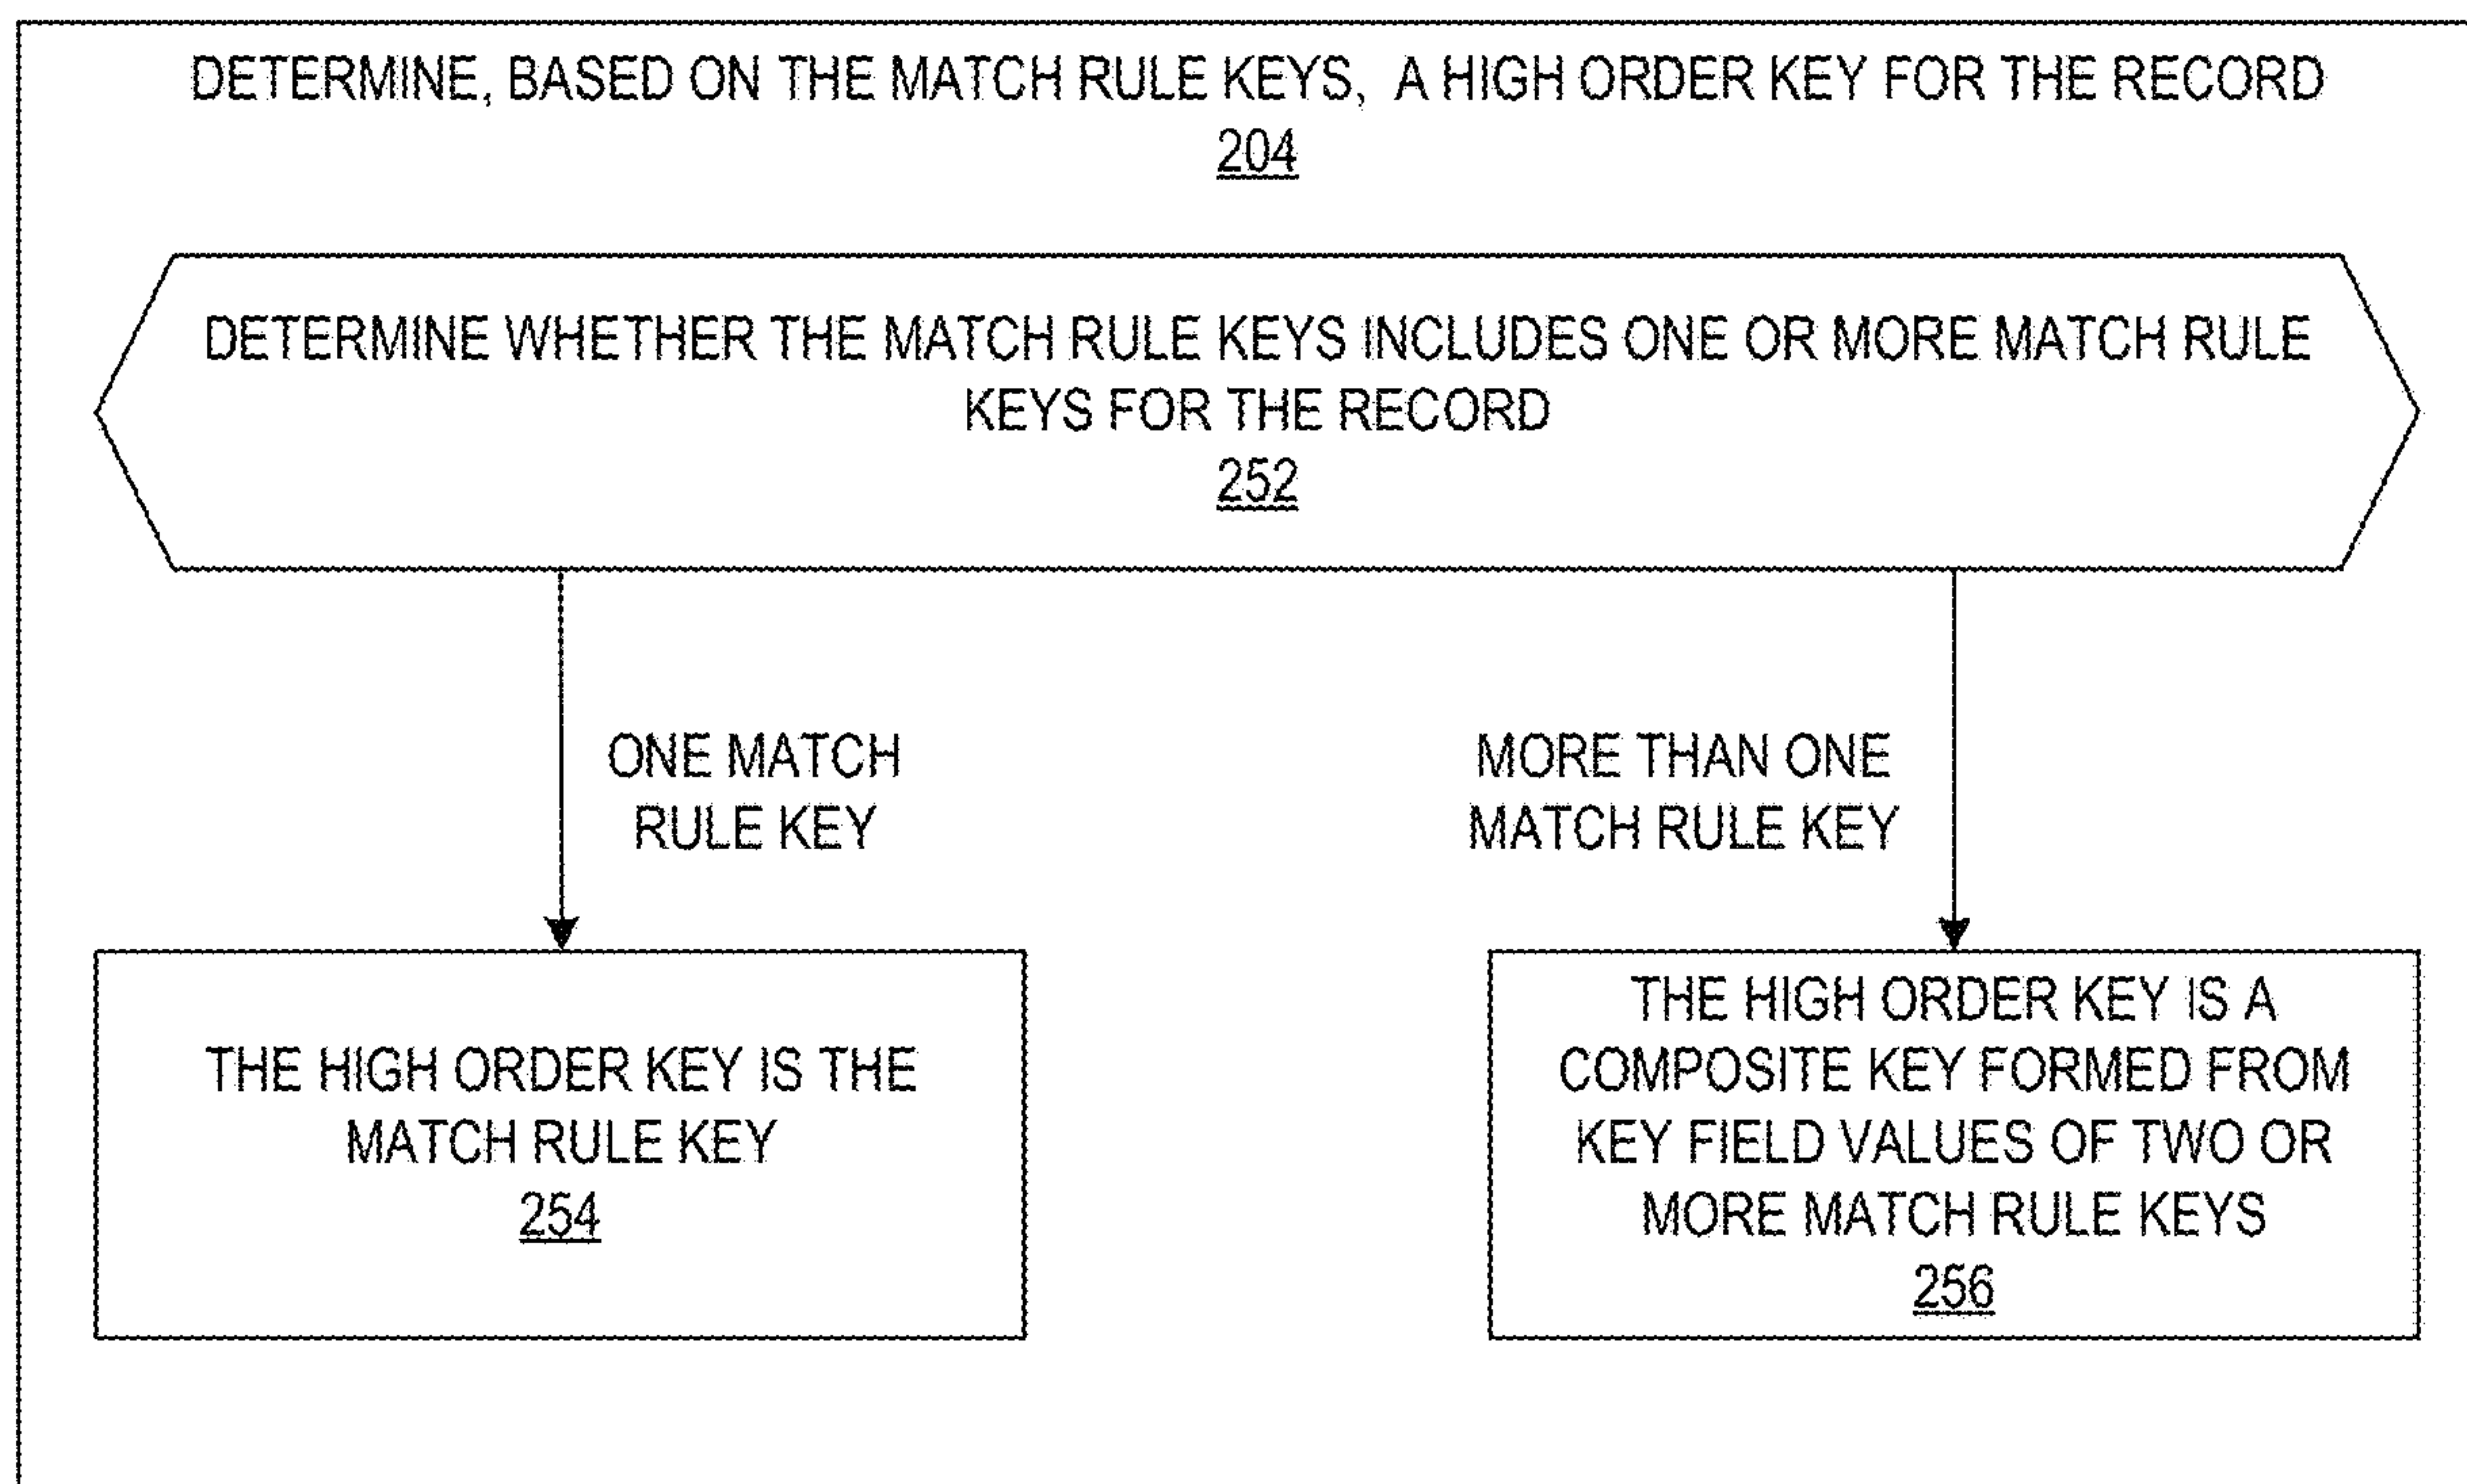 DETERMINE, BASED ON THE MATCH RULE KEYS, A HIGH ORDER KEY FOR THE RECORD
204
DETERMINE WHETHER THE MATCH RULE KEYS INCLUDES ONE OR MORE MATCH RULE
KEYS FOR THE RECORD
252
ONE MATCH
RULE KEY
MORE THAN ONE
MATCH RULE KEY
THE HIGH ORDER KEY IS THE
MATCH RULE KEY
254
THE HIGH ORDER KEY IS A
COMPOSITE KEY FORMED FROM
KEY FIELD VALUES OF TWO OR
MORE MATCH RULE KEYS
256